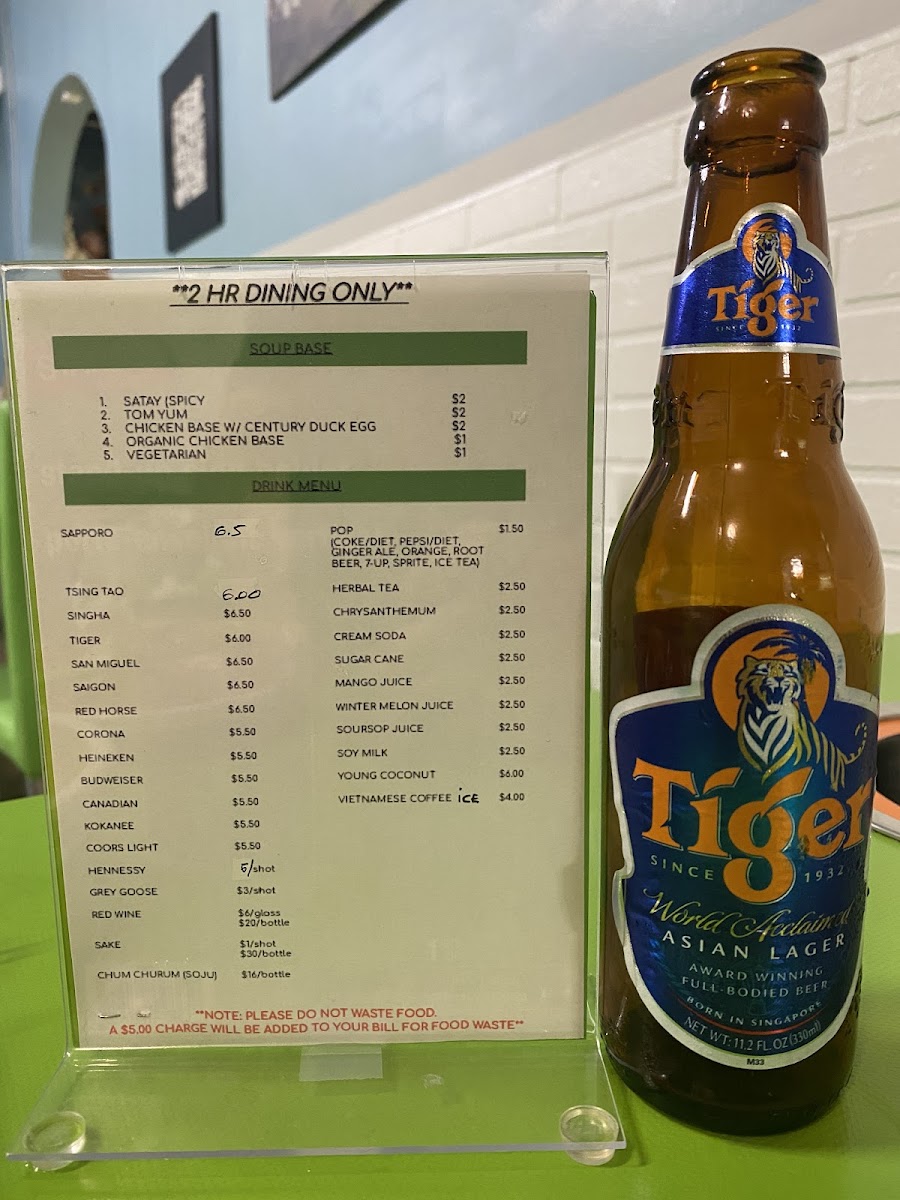 **2 HR DINING ONLY**
SOUP BASE
1. SATAY (SPICY $2
2. TOM YUM $2
3. CHICKEN BASE W/ CENTURY DUCK EGG $2
4. ORGANIC CHICKEN BASE $1
5. VEGETARIAN $1
DRINK MENU
SAPPORO 6.5
TSING TAO 6.00
SINGHA $6.50
TIGER $6.00
SAN MIGUEL $6.50
SAIGON $6.50
RED HORSE $6.50
CORONA $5.50
HEINEKEN $5.50
BUDWEISER $5.50
CANADIAN $5.50
KOKANEE $5.50
COORS LIGHT $5.50
HENNESSY 5/shot
GREY GOOSE $3/shot
RED WINE $6/glass
$20/bottle
SAKE $1/shot
$30/bottle
CHUM CHURUM (SOJU) $16/bottle
POP $1.50
(COKE/DIET, PEPSI/DIET,
GINGER ALE, ORANGE, ROOT
BEER, 7-UP, SPRITE, ICE TEA)
HERBAL TEA $2.50
CHRYSANTHEMUM $2.50
CREAM SODA $2.50
SUGAR CANE $2.50
MANGO JUICE $2.50
WINTER MELON JUICE $2.50
SOURSOP JUICE $2.50
SOY MILK $2.50
YOUNG COCONUT $6.00
VIETNAMESE COFFEE ICE $4.00
**NOTE: PLEASE DO NOT WASTE FOOD.
A $5.00 CHARGE WILL BE ADDED TO YOUR BILL FOR FOOD WASTE**
Tiger
SINCE 1932
Tiger
SINCE 1932
World Acclaimed
ASIAN LAGER
AWARD WINNING
FULL-BODIED BEER
BORN IN SINGAPORE
NET WT: 11.2 FL.OZ (330ml)
M33